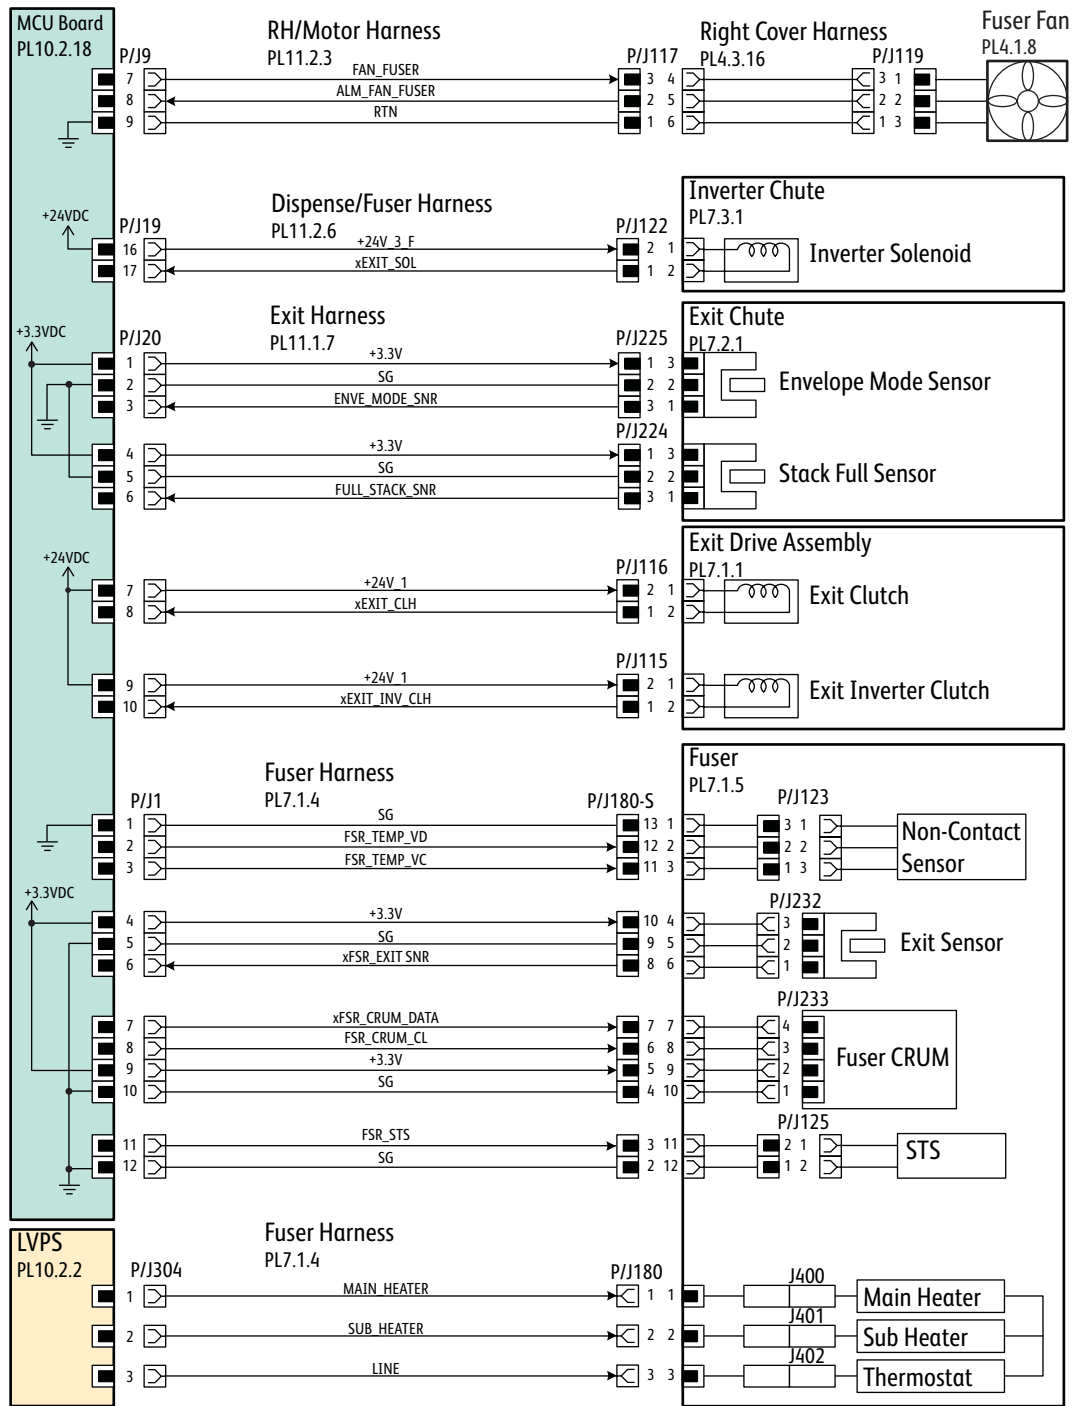 MCU Board
PL10.2.18
P/J9
RH/Motor Harness
PL11.2.3
P/J117
Right Cover Harness
PL4.3.16
P/J119
Fuser Fan
PL4.1.8
7 FAN_FUSER 3 4 3 1
8 ALM_FAN_FUSER 2 5 2 2
9 RTN 1 6 1 3
+24VDC
P/J19
Dispense/Fuser Harness
PL11.2.6
P/J122
Inverter Chute
PL7.3.1
16 +24V_3_F 2 1
17 xEXIT_SOL 1 2
Inverter Solenoid
+3.3VDC
P/J20
Exit Harness
PL11.1.7
P/J225
Exit Chute
PL7.2.1
1 +3.3V 1 3
2 SG 2 2
3 ENVE_MODE_SNR 3 1
Envelope Mode Sensor
P/J224
4 +3.3V 1 3
5 SG 2 2
6 FULL_STACK_SNR 3 1
Stack Full Sensor
+24VDC
P/J116
Exit Drive Assembly
PL7.1.1
7 +24V_1 2 1
8 xEXIT_CLH 1 2
Exit Clutch
P/J115
9 +24V_1 2 1
10 xEXIT_INV_CLH 1 2
Exit Inverter Clutch
P/J1
Fuser Harness
PL7.1.4
P/J180-S
Fuser
PL7.1.5
P/J123
1 SG 13 1 3 1
2 FSR_TEMP_VD 12 2 2 2
3 FSR_TEMP_VC 11 3 1 3
Non-Contact
Sensor
+3.3VDC
P/J232
4 +3.3V 10 4 3
5 SG 9 5 2
6 xFSR_EXIT SNR 8 6 1
Exit Sensor
P/J233
7 xFSR_CRUM_DATA 7 7 4
8 FSR_CRUM_CL 6 8 3
9 +3.3V 5 9 2
10 SG 4 10 1
Fuser CRUM
P/J125
11 FSR_STS 3 11 2 1
12 SG 2 12 1 2
STS
LVPS
PL10.2.2
P/J304
Fuser Harness
PL7.1.4
P/J180
1 MAIN_HEATER 1 1 J400 Main Heater
2 SUB_HEATER 2 2 J401 Sub Heater
3 LINE 3 3 J402 Thermostat